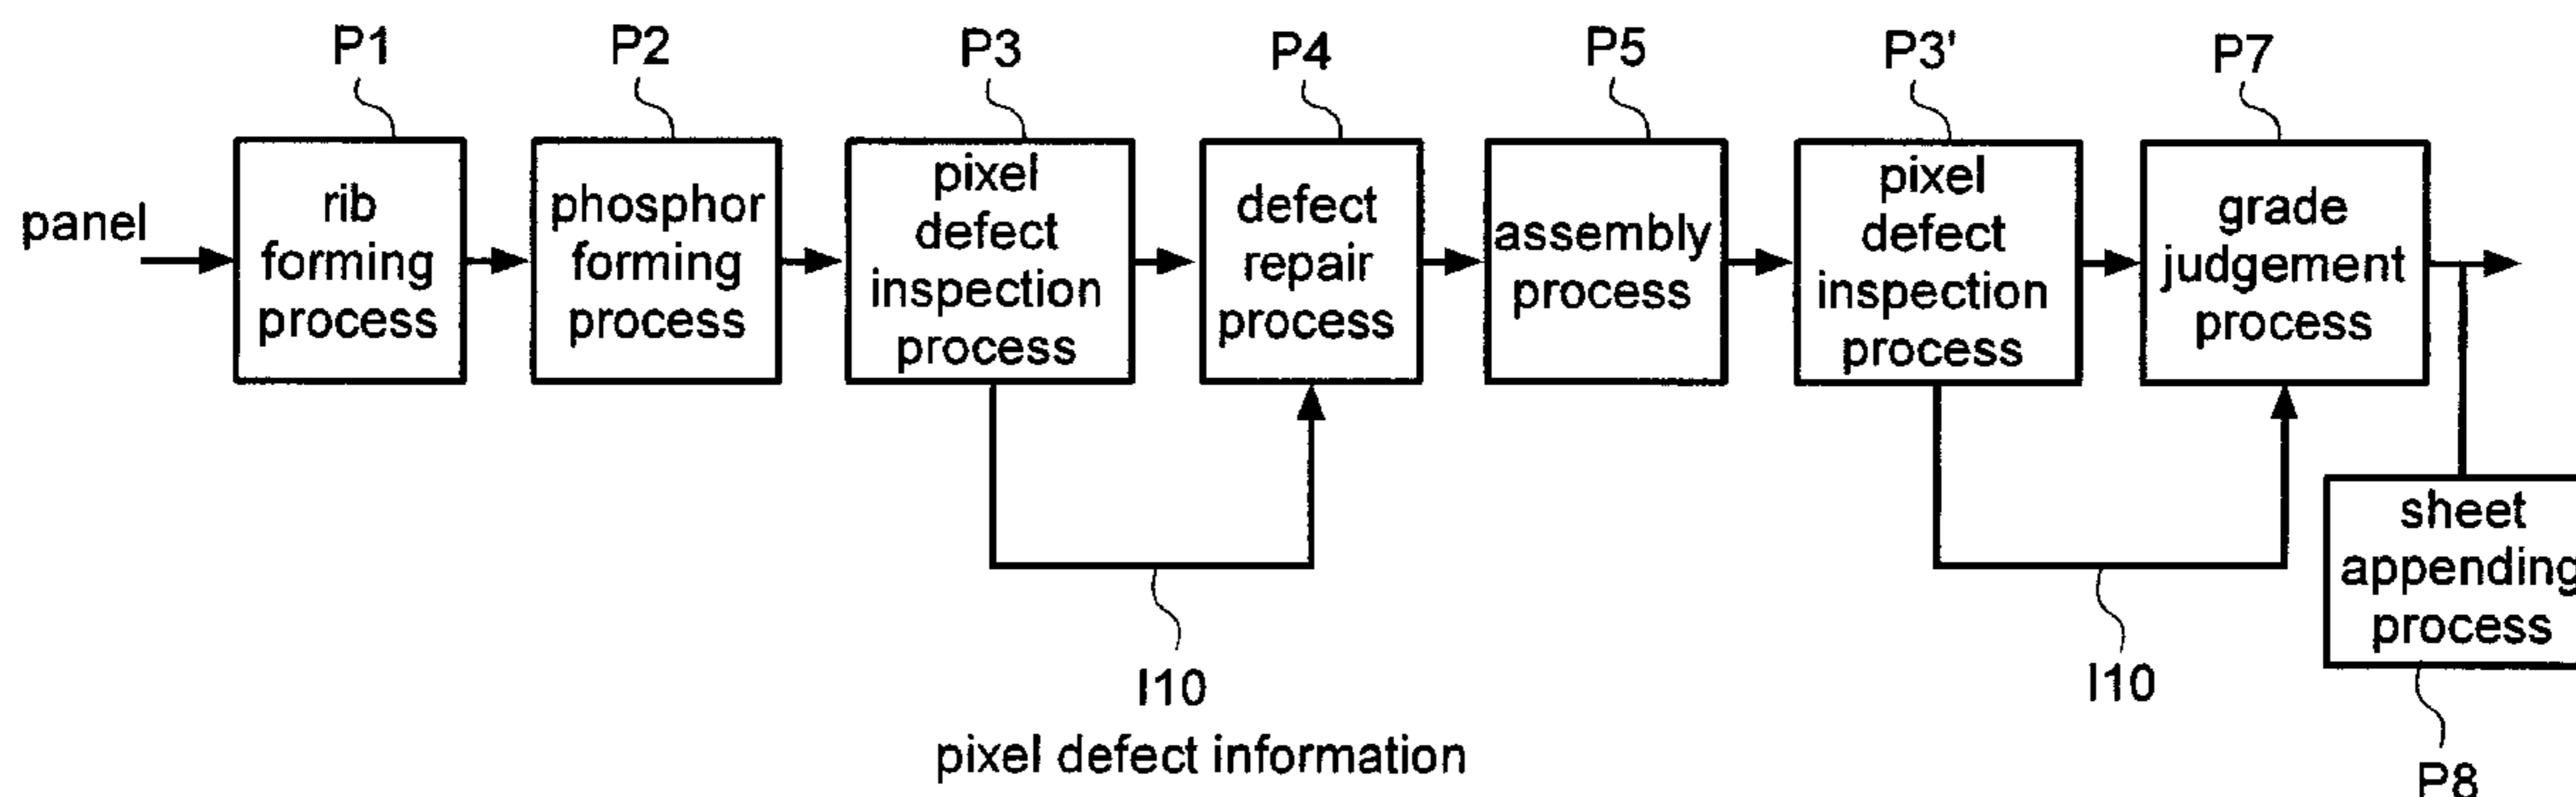 P1
P2
P3
P4
P5
P3'
P7
panel
rib
forming
process
phosphor
forming
process
pixel
defect
inspection
process
defect
repair
process
assembly
process
pixel
defect
inspection
process
grade
judgement
process
sheet
appending
process
I10
pixel defect information
I10
P8